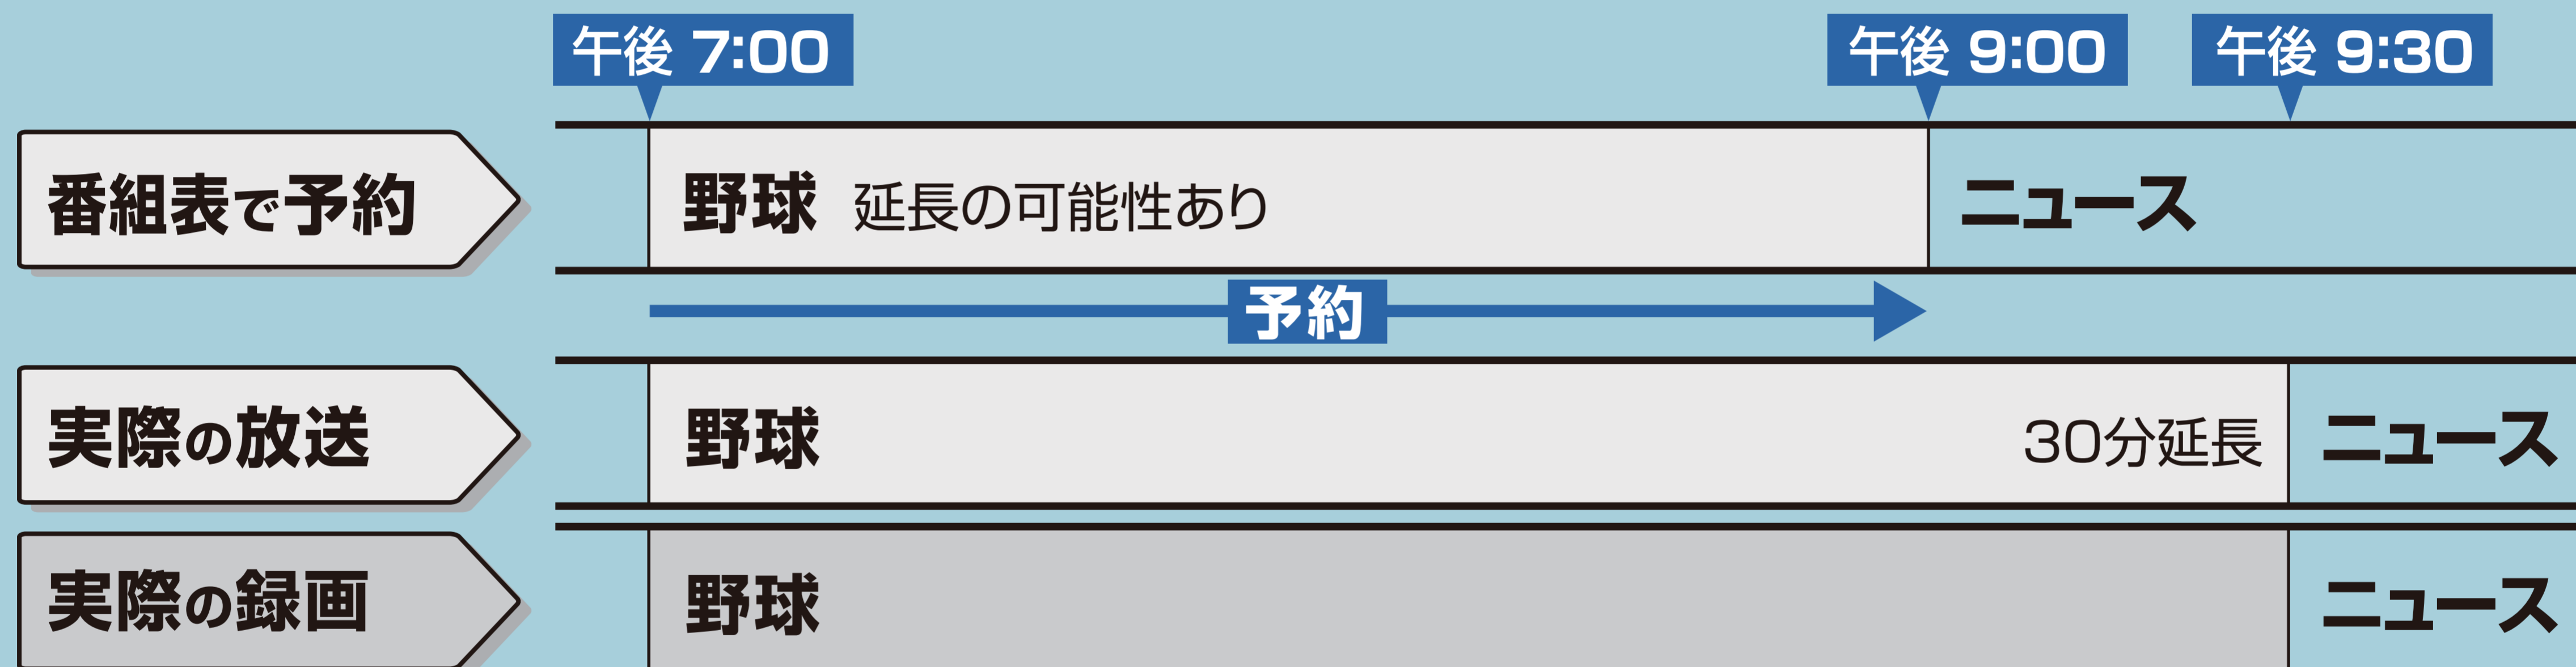 午後 7:00 午後 9:00 午後 9:30
番組表で予約 野球 延長の可能性あり ニュース
予約
実際の放送 野球 30分延長 ニュース
実際の録画 野球 ニュース